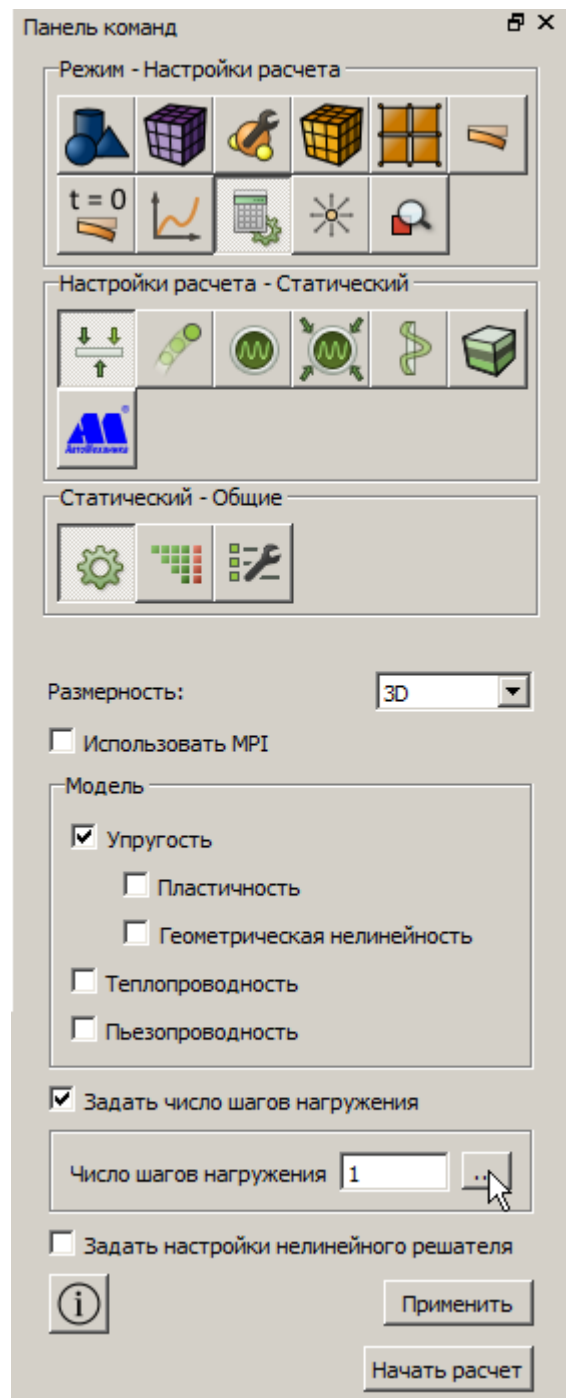 Панель команд
Режим - Настройки расчета
t = 0
Настройки расчета - Статический
АвтоМеханика
Статический - Общие
Размерность: 3D
Использовать MPI
Модель
Упругость
Пластичность
Геометрическая нелинейность
Теплопроводность
Пьезопроводность
Задать число шагов нагружения
Число шагов нагружения 1 ...
Задать настройки нелинейного решателя
Применить
Начать расчет